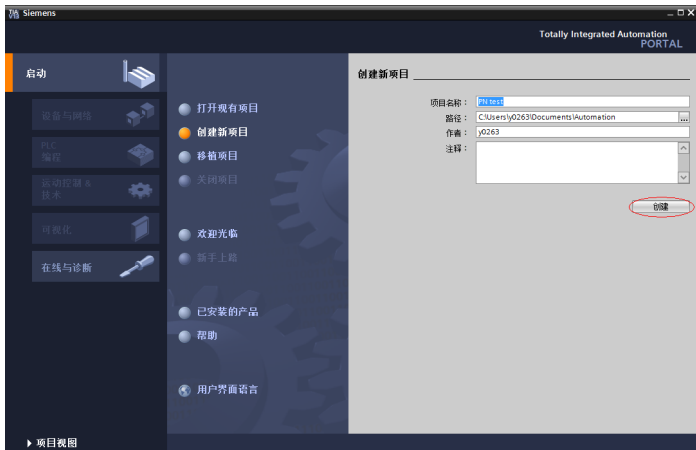 Siemens
Totally Integrated Automation
PORTAL
启动
设备与网络
PLC
编程
运动控制 &
技术
可视化
在线与诊断
项目视图
打开现有项目
创建新项目
移植项目
关闭项目
欢迎光临
新手上路
已安装的产品
帮助
用户界面语言
创建新项目
项目名称：
PN test
路径：
C:\Users\y0263\Documents\Automation
...
作者：
y0263
注释：
创建